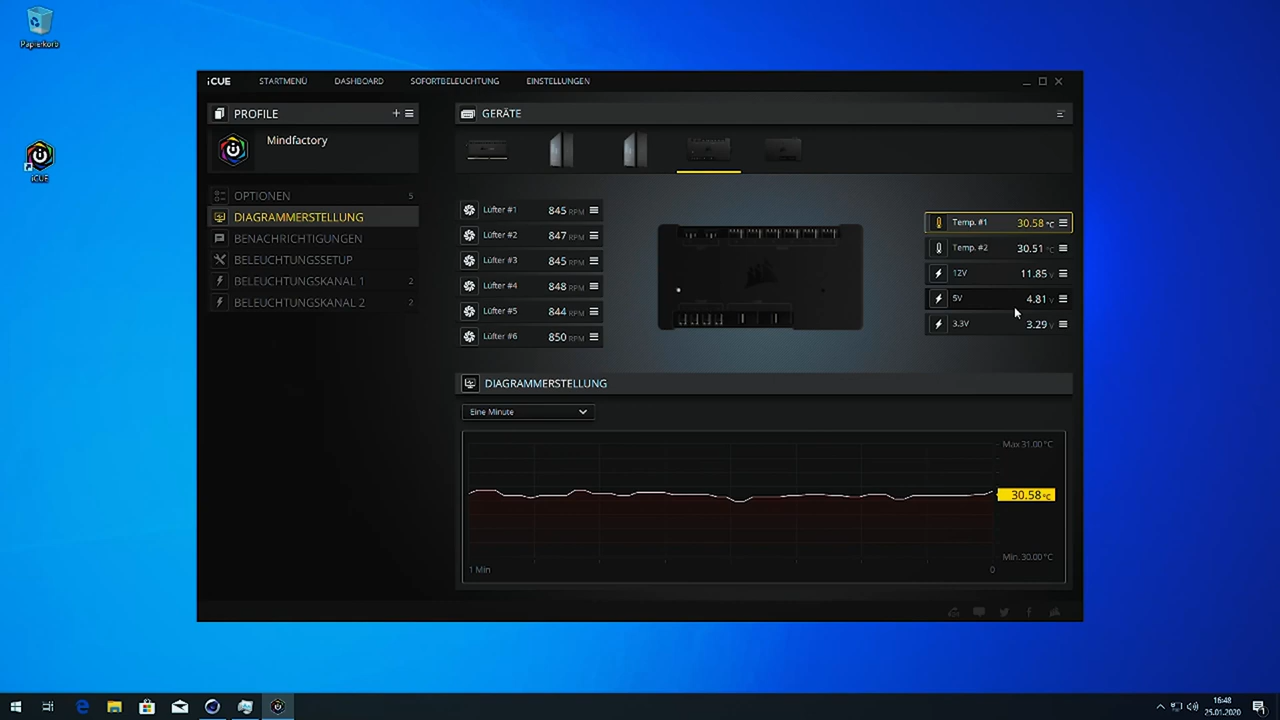 Papierkorb
iCUE
iCUE
STARTMENÜ
DASHBOARD
SOFORTBELEUCHTUNG
EINSTELLUNGEN
PROFILE
Mindfactory
OPTIONEN 5
DIAGRAMMERSTELLUNG
BENACHRICHTIGUNGEN
BELEUCHTUNGSSETUP
BELEUCHTUNGSKANAL 1 2
BELEUCHTUNGSKANAL 2 2
GERÄTE
Lüfter #1 845 RPM
Lüfter #2 847 RPM
Lüfter #3 845 RPM
Lüfter #4 848 RPM
Lüfter #5 844 RPM
Lüfter #6 850 RPM
Temp. #1 30.58 °C
Temp. #2 30.51 °C
12V 11.85 V
5V 4.81 V
3.3V 3.29 V
DIAGRAMMERSTELLUNG
Eine Minute
Max 31.00 °C
30.58 °C
Min. 30.00 °C
1 Min 0
16:48
25.01.2020